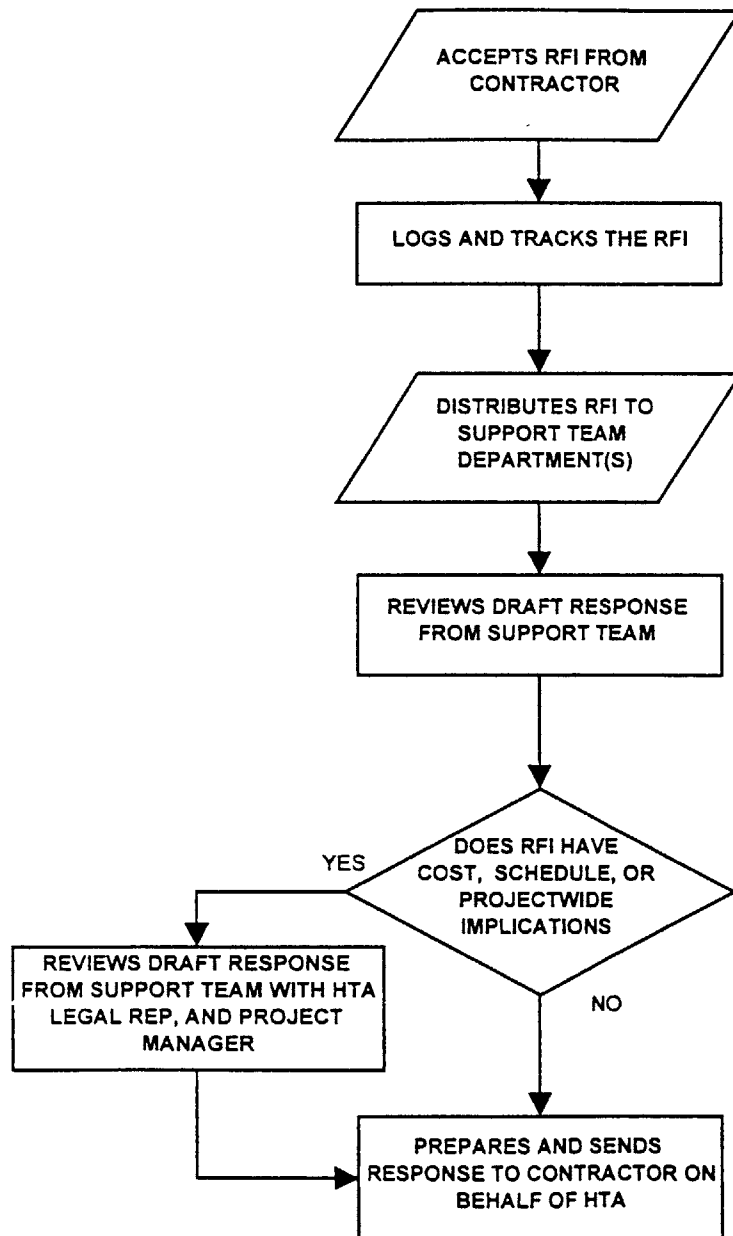 ACCEPTS RFI FROM
CONTRACTOR
LOGS AND TRACKS THE RFI
DISTRIBUTES RFI TO
SUPPORT TEAM
DEPARTMENT(S)
REVIEWS DRAFT RESPONSE
FROM SUPPORT TEAM
DOES RFI HAVE
COST, SCHEDULE, OR
PROJECTWIDE
IMPLICATIONS
YES
REVIEWS DRAFT RESPONSE
FROM SUPPORT TEAM WITH HTA
LEGAL REP, AND PROJECT
MANAGER
NO
PREPARES AND SENDS
RESPONSE TO CONTRACTOR ON
BEHALF OF HTA